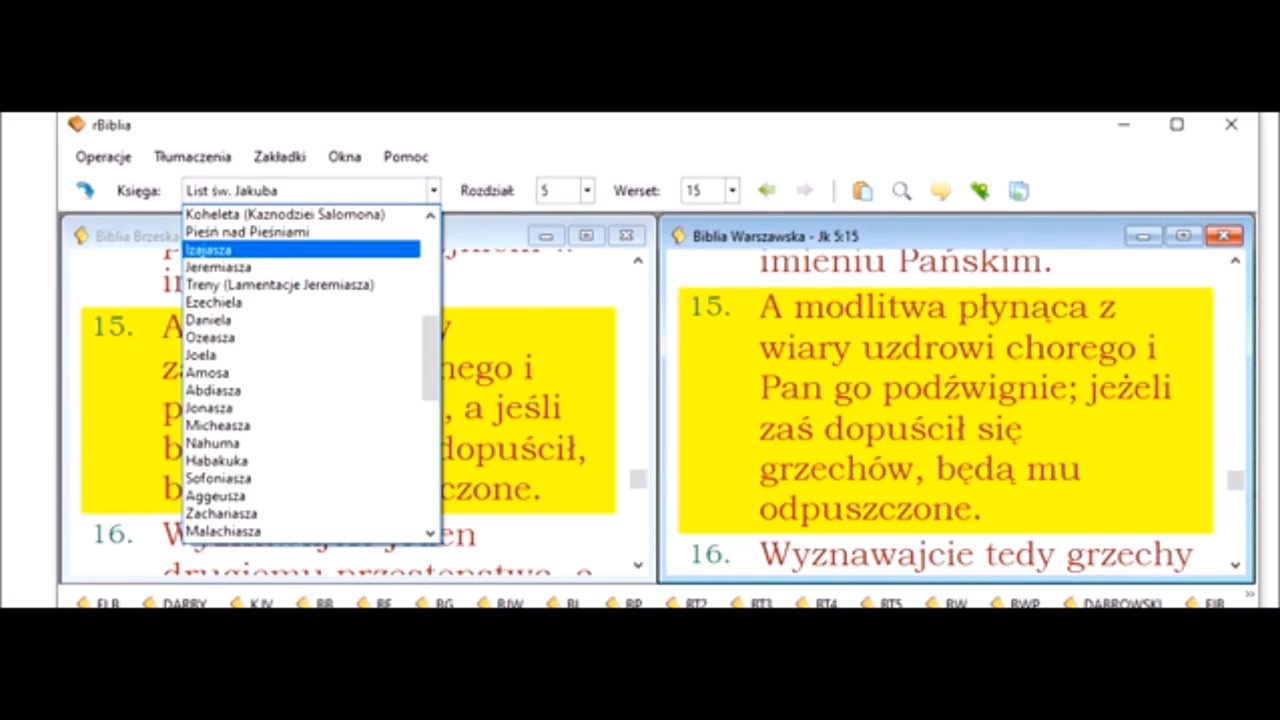 rBiblia
Operacje Tłumaczenia Zakładki Okna Pomoc
Księga: List św. Jakuba Rozdział: 5 Werset: 15
Koheleta (Kaznodziei Salomona)
Pieśń nad Pieśniami
Izajasza
Jeremiasza
Treny (Lamentacje Jeremiasza)
Ezechiela
Daniela
Ozeasza
Joela
Amosa
Abdiasza
Jonasza
Micheasza
Nahuma
Habakuka
Sofoniasza
Aggeusza
Zachariasza
Malachiasza
Biblia Brzeska
15. A
, a jeśli
dopuścił,
16.
drugiemu
Biblia Warszawska - Jk 5:15
imieniu Pańskim.
15. A modlitwa płynąca z
wiary uzdrowi chorego i
Pan go podźwignie; jeżeli
zaś dopuścił się
grzechów, będą mu
odpuszczone.
16. Wyznawajcie tedy grzechy
ELB DARBY KJV BB BE BG BJW BL BP BT2 BT3 BT4 BT5 BW BWP DABROWSKI EIB